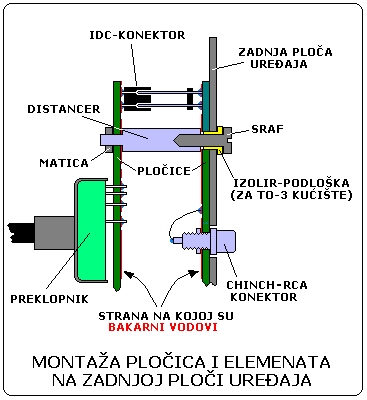 IDC-KONEKTOR
ZADNJA PLOČA
UREĐAJA
DISTANCER
SRAF
MATICA
PLOČICE
IZOLIR-PODLOŠKA
(ZA TO-3 KUĆIŠTE)
PREKLOPNIK
CHINCH-RCA
KONEKTOR
STRANA NA KOJOJ SU
BAKARNI VODOVI
MONTAŽA PLOČICA I ELEMENATA
NA ZADNJOJ PLOČI UREĐAJA